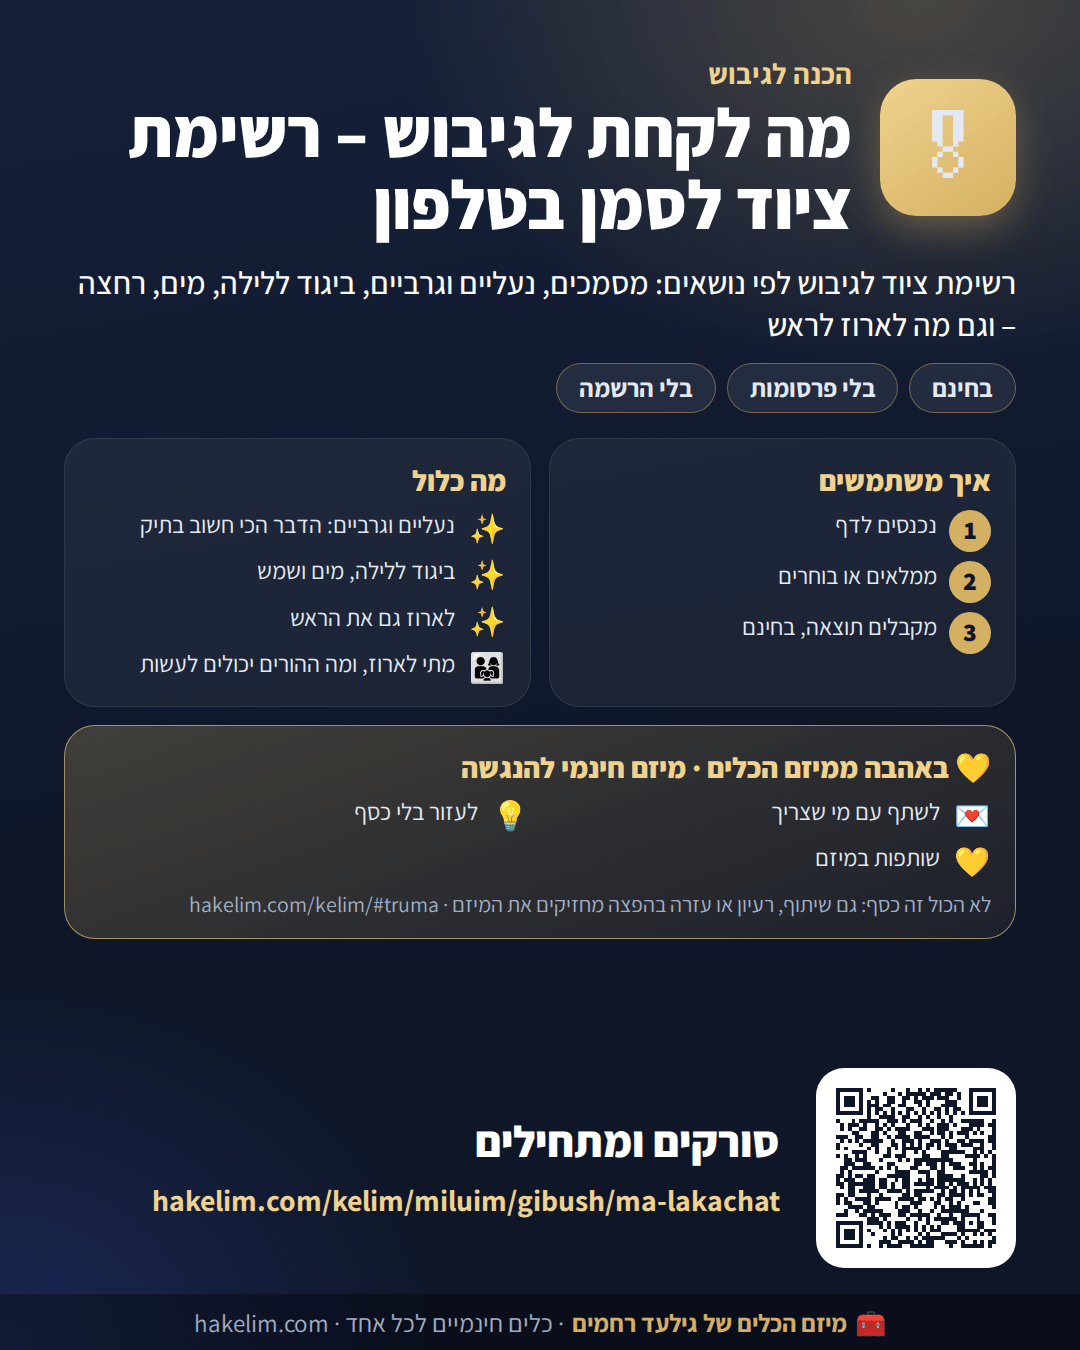 הכנה לגיבוש
מה לקחת לגיבוש – רשימת
ציוד לסמן בטלפון
רשימת ציוד לגיבוש לפי נושאים: מסמכים, נעליים וגרביים, ביגוד ללילה, מים, רחצה
– וגם מה לארוז לראש
בחינם
בלי פרסומות
בלי הרשמה
איך משתמשים
1 נכנסים לדף
2 ממלאים או בוחרים
3 מקבלים תוצאה, בחינם
מה כלול
נעליים וגרביים: הדבר הכי חשוב בתיק
ביגוד ללילה, מים ושמש
לארוז גם את הראש
מתי לארוז, ומה ההורים יכולים לעשות
באהבה ממיזם הכלים · מיזם חינמי להנגשה
לשתף עם מי שצריך
לעזור בלי כסף
שותפות במיזם
לא הכול זה כסף: גם שיתוף, רעיון או עזרה בהפצה מחזיקים את המיזם · hakelim.com/kelim/#truma
סורקים ומתחילים
hakelim.com/kelim/miluim/gibush/ma-lakachat
מיזם הכלים של גילעד רחמים · כלים חינמיים לכל אחד · hakelim.com